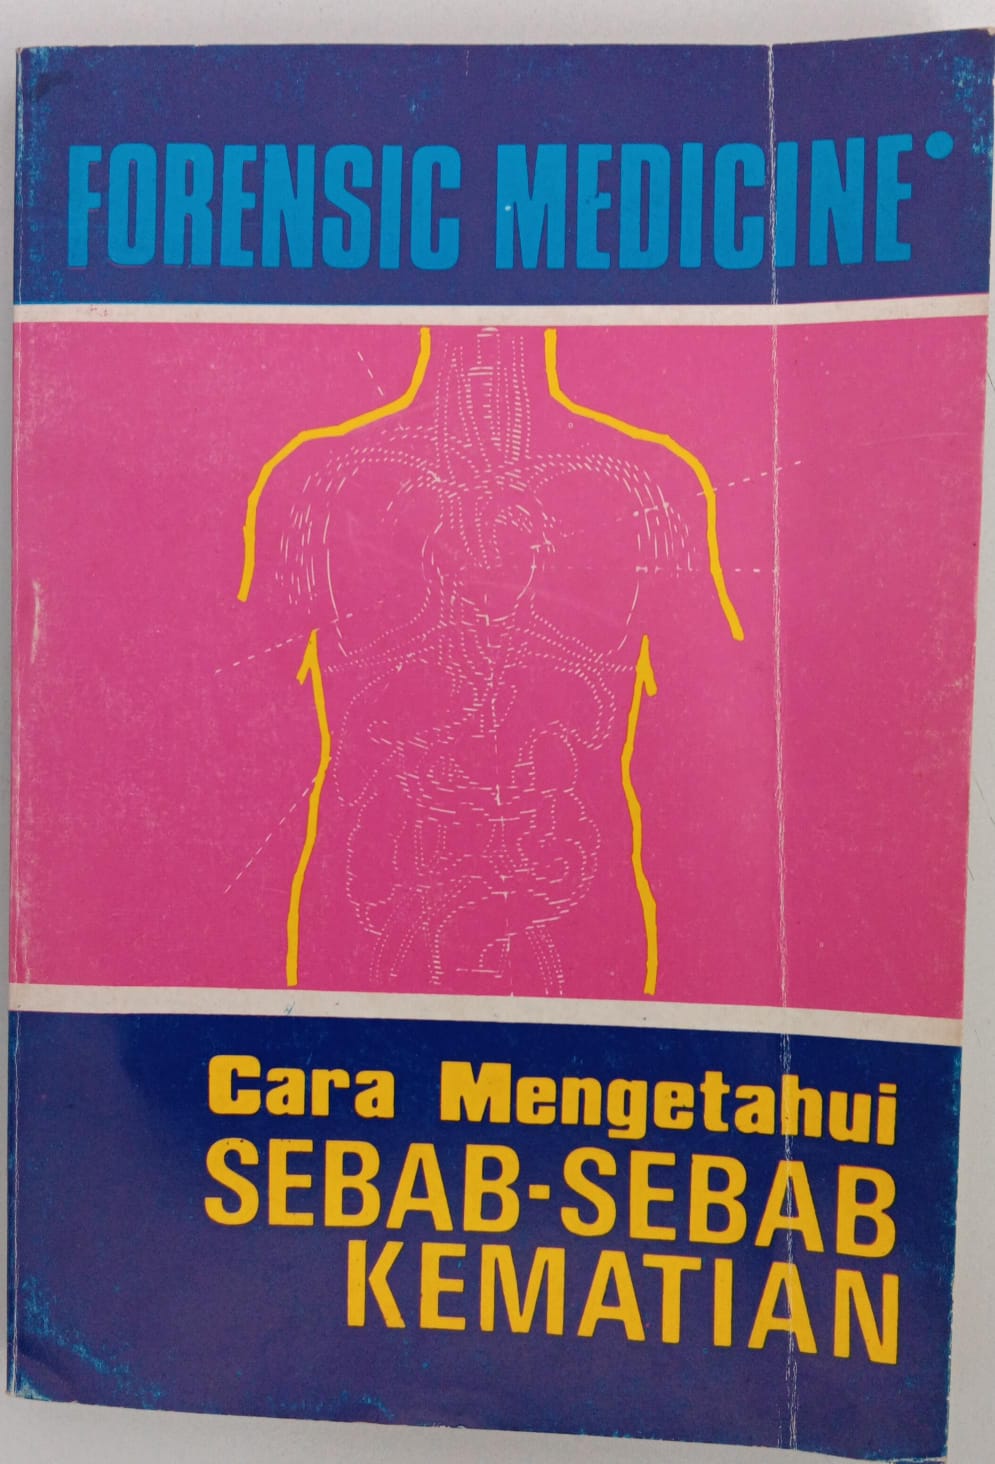 FORENSIC MEDICINE•
Cara Mengetahui
SEBAB-SEBAB
KEMATIAN